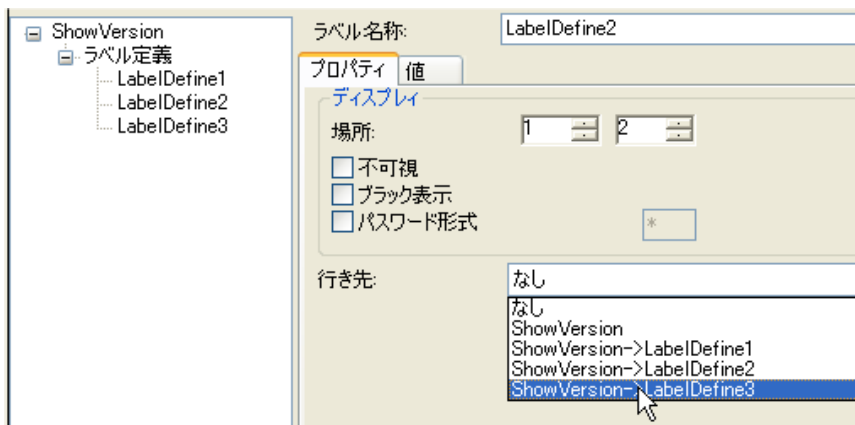 ShowVersion
ラベル定義
LabelDefine1
LabelDefine2
LabelDefine3
ラベル名称: LabelDefine2
プロパティ 値
ディスプレイ
場所: 1 2
不可視
ブラック表示
パスワード形式 *
行き先: なし
なし
ShowVersion
ShowVersion->LabelDefine1
ShowVersion->LabelDefine2
ShowVersion->LabelDefine3